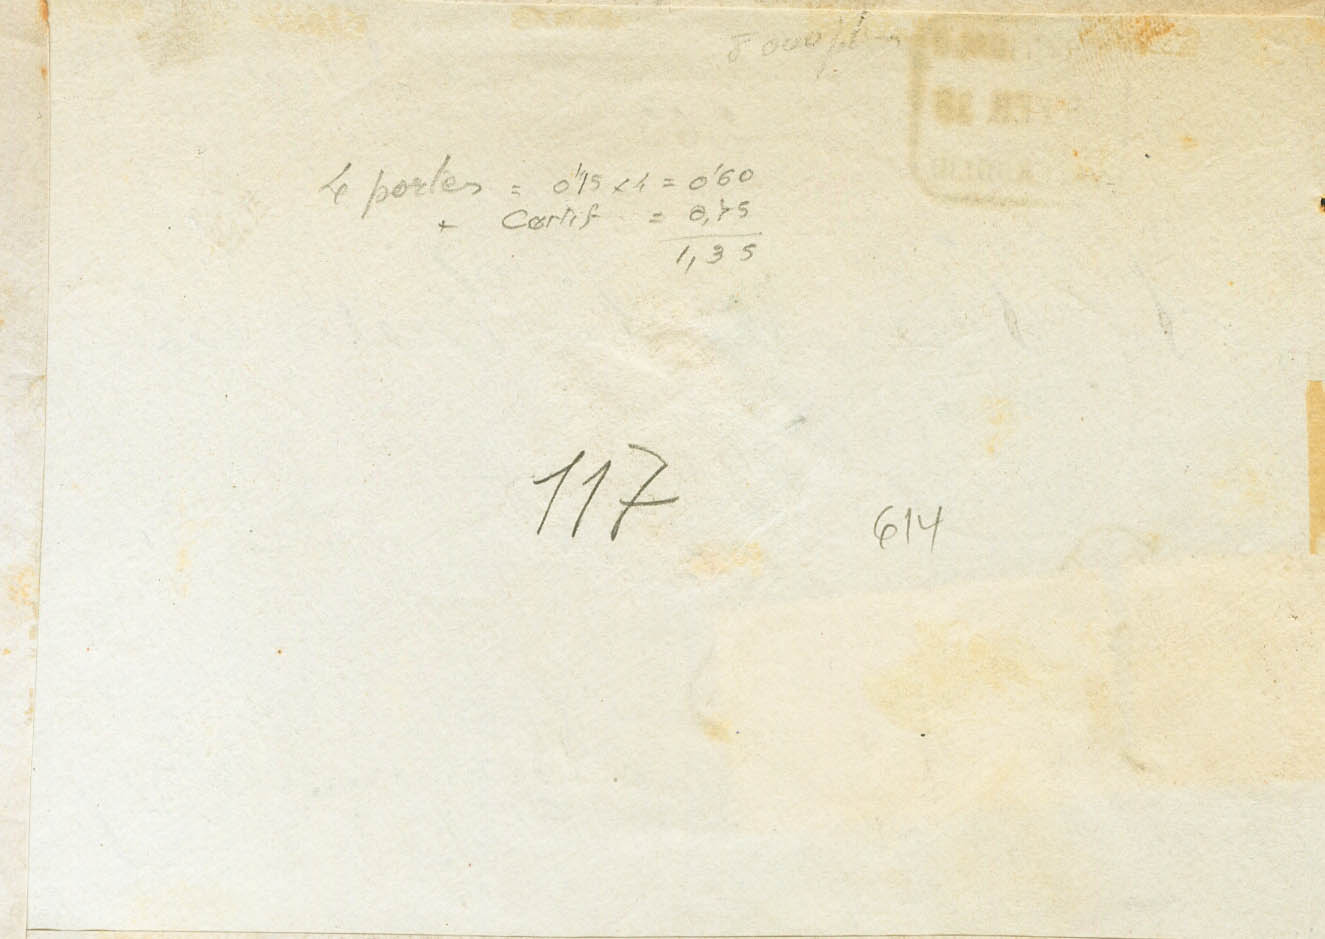 4 portes = 0'15 x 4 = 0'60
+ Certif = 0,75
1,35
117
614